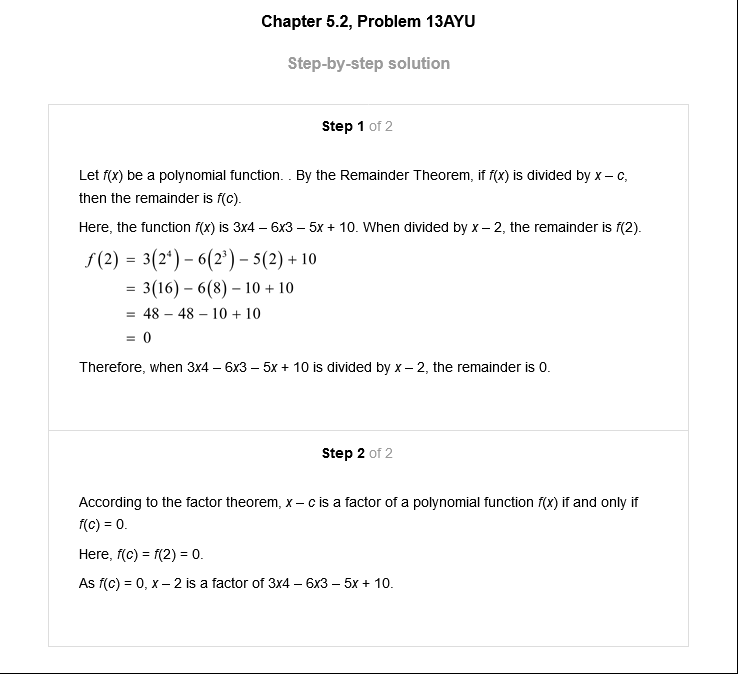 Chapter 5.2, Problem 13AYU
Step-by-step solution
Step 1 of 2
Let f(x) be a polynomial function. . By the Remainder Theorem, if f(x) is divided by x – c,
then the remainder is f(c).
Here, the function f(x) is 3x4 – 6x3 – 5x + 10. When divided by x – 2, the remainder is f(2).
f(2) = 3(2⁴) – 6(2³) – 5(2) + 10
= 3(16) – 6(8) – 10 + 10
= 48 – 48 – 10 + 10
= 0
Therefore, when 3x4 – 6x3 – 5x + 10 is divided by x – 2, the remainder is 0.
Step 2 of 2
According to the factor theorem, x – c is a factor of a polynomial function f(x) if and only if
f(c) = 0.
Here, f(c) = f(2) = 0.
As f(c) = 0, x – 2 is a factor of 3x4 – 6x3 – 5x + 10.